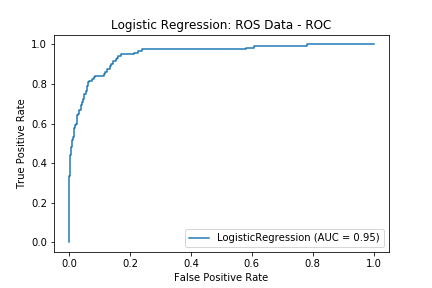 Logistic Regression: ROS Data - ROC
1.0
0.8
0.6
0.4
0.2
0.0
True Positive Rate
LogisticRegression (AUC = 0.95)
0.0 0.2 0.4 0.6 0.8 1.0
False Positive Rate